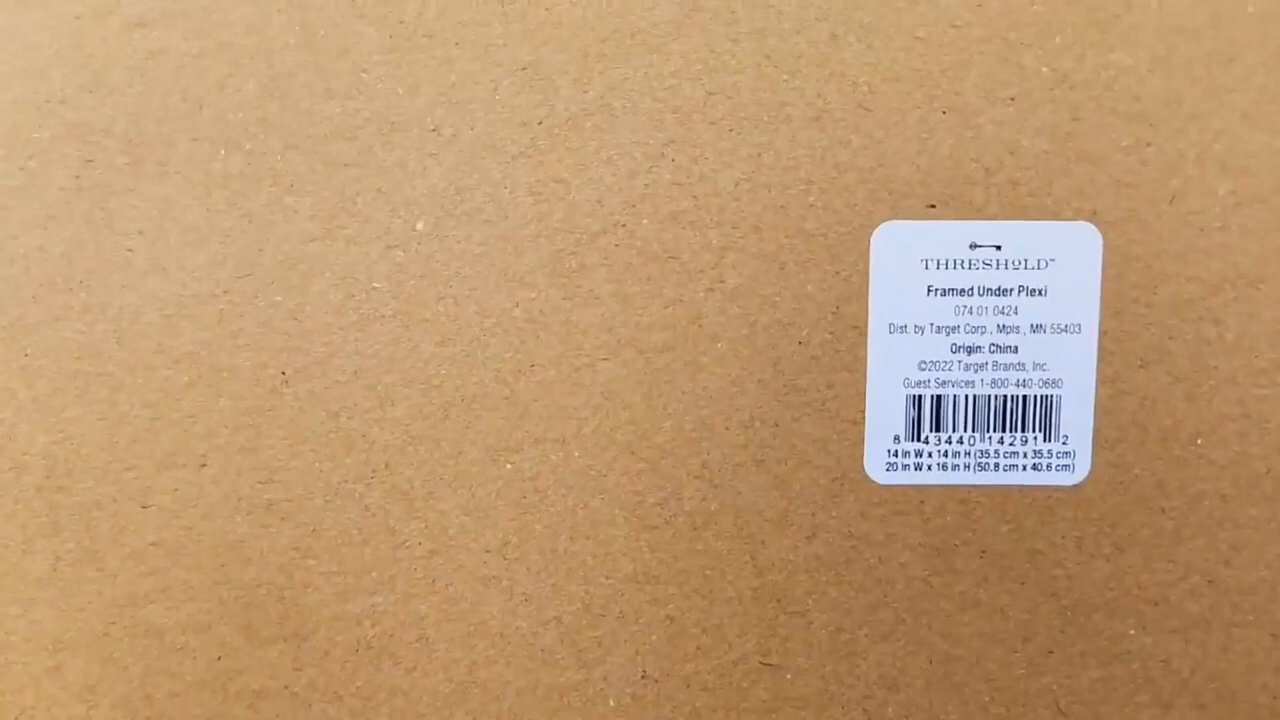 THRESHOLD™
Framed Under Plexi
074 01 0424
Dist. by Target Corp., Mpls., MN 55403
Origin: China
©2022 Target Brands, Inc.
Guest Services 1-800-440-0680
8 43440 14291 2
14 in W x 14 in H (35.5 cm x 35.5 cm)
20 in W x 16 in H (50.8 cm x 40.6 cm)